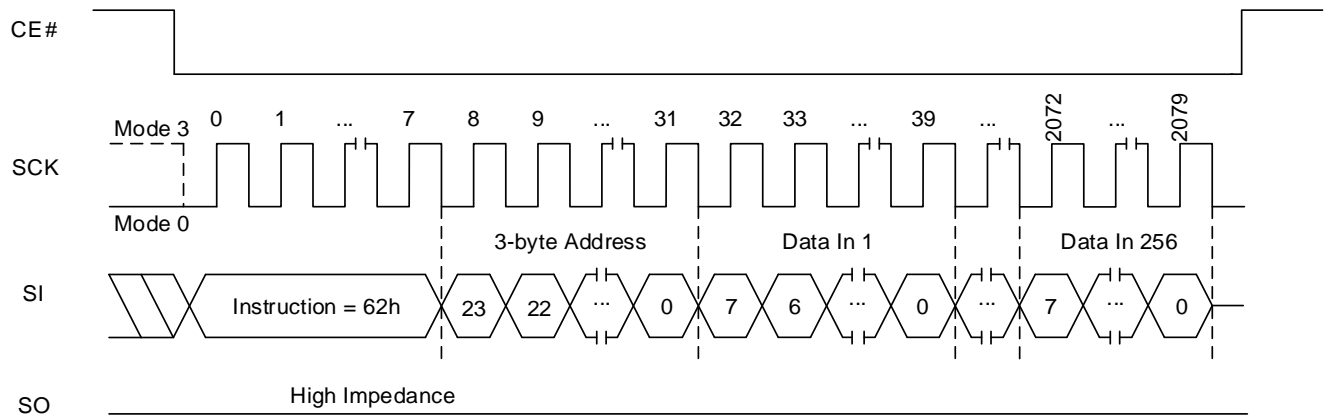 CE#
0 1 ... 7 8 9 ... 31 32 33 ... 39 ... 2072 ... 2079
Mode 3
SCK
Mode 0
3-byte Address Data In 1 Data In 256
SI Instruction = 62h 23 22 ... 0 7 6 ... 0 ... 7 ... 0
High Impedance
SO